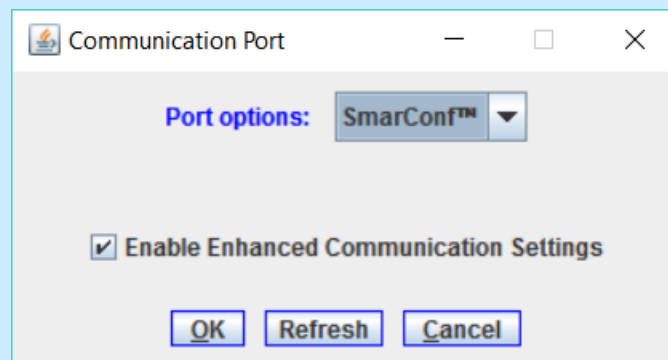 Communication Port
Port options: SmarConf™
Enable Enhanced Communication Settings
OK Refresh Cancel